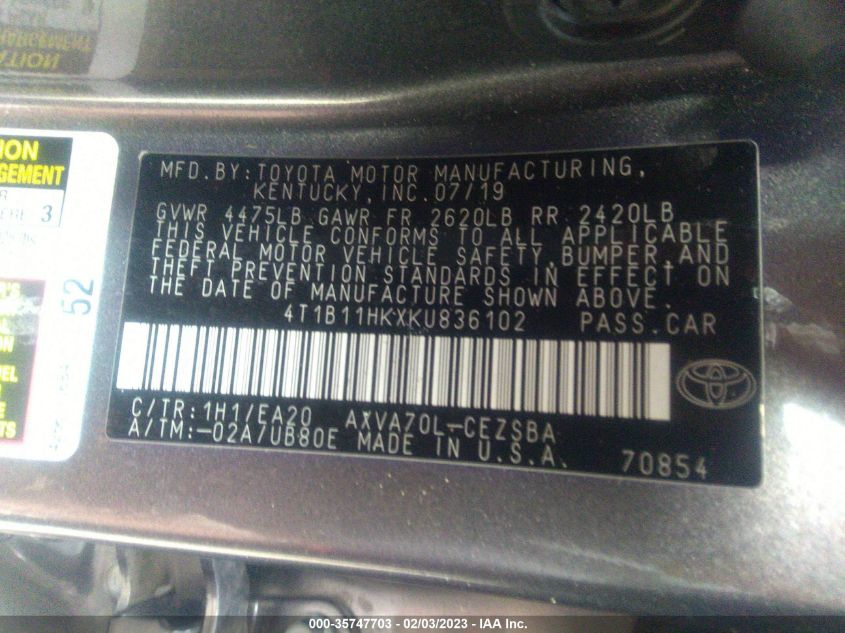 MFD. BY: TOYOTA MOTOR MANUFACTURING,
KENTUCKY, INC. 07/19
GVWR 4475LB GAWR FR 2620LB RR 2420LB
THIS VEHICLE CONFORMS TO ALL APPLICABLE
FEDERAL MOTOR VEHICLE SAFETY, BUMPER, AND
THEFT PREVENTION STANDARDS IN EFFECT ON
THE DATE OF MANUFACTURE SHOWN ABOVE.
4T1B11HKXKU836102 PASS. CAR
C/TR: 1H1/EA20 AXVA70L-CEZSBA
A/TM: -02A/UB80E MADE IN U.S.A. 70854
3
52
000-35747703 - 02/03/2023 - IAA Inc.